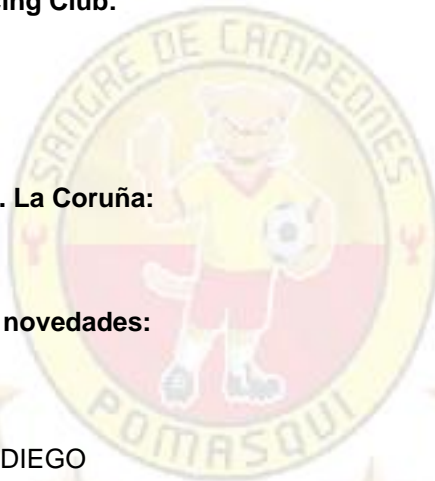 ing Club:
SANGRE DE CAMPEONES
. La Coruña:
novedades:
POMASQUI
DIEGO